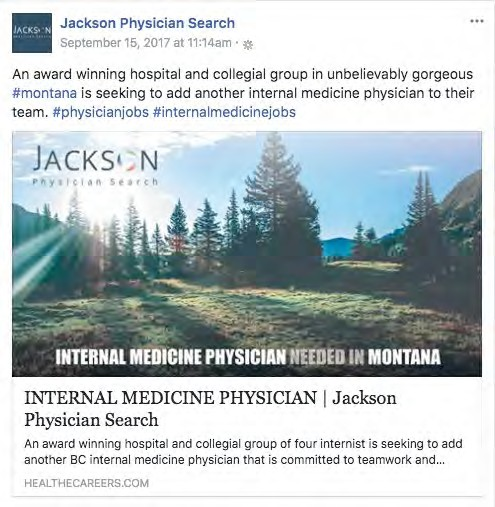 Jackson Physician Search
September 15, 2017 at 11:14am ·
An award winning hospital and collegial group in unbelievably gorgeous
#montana is seeking to add another internal medicine physician to their
team. #physicianjobs #internalmedicinejobs
JACKSON
Physician Search
INTERNAL MEDICINE PHYSICIAN NEEDED IN MONTANA
INTERNAL MEDICINE PHYSICIAN | Jackson
Physician Search
An award winning hospital and collegial group of four internist is seeking to add
another BC internal medicine physician that is committed to teamwork and...
HEALTHECAREERS.COM